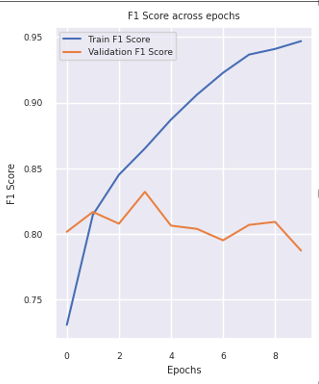 F1 Score across epochs
Train F1 Score
Validation F1 Score
0.95
0.90
0.85
0.80
0.75
F1 Score
0 2 4 6 8
Epochs